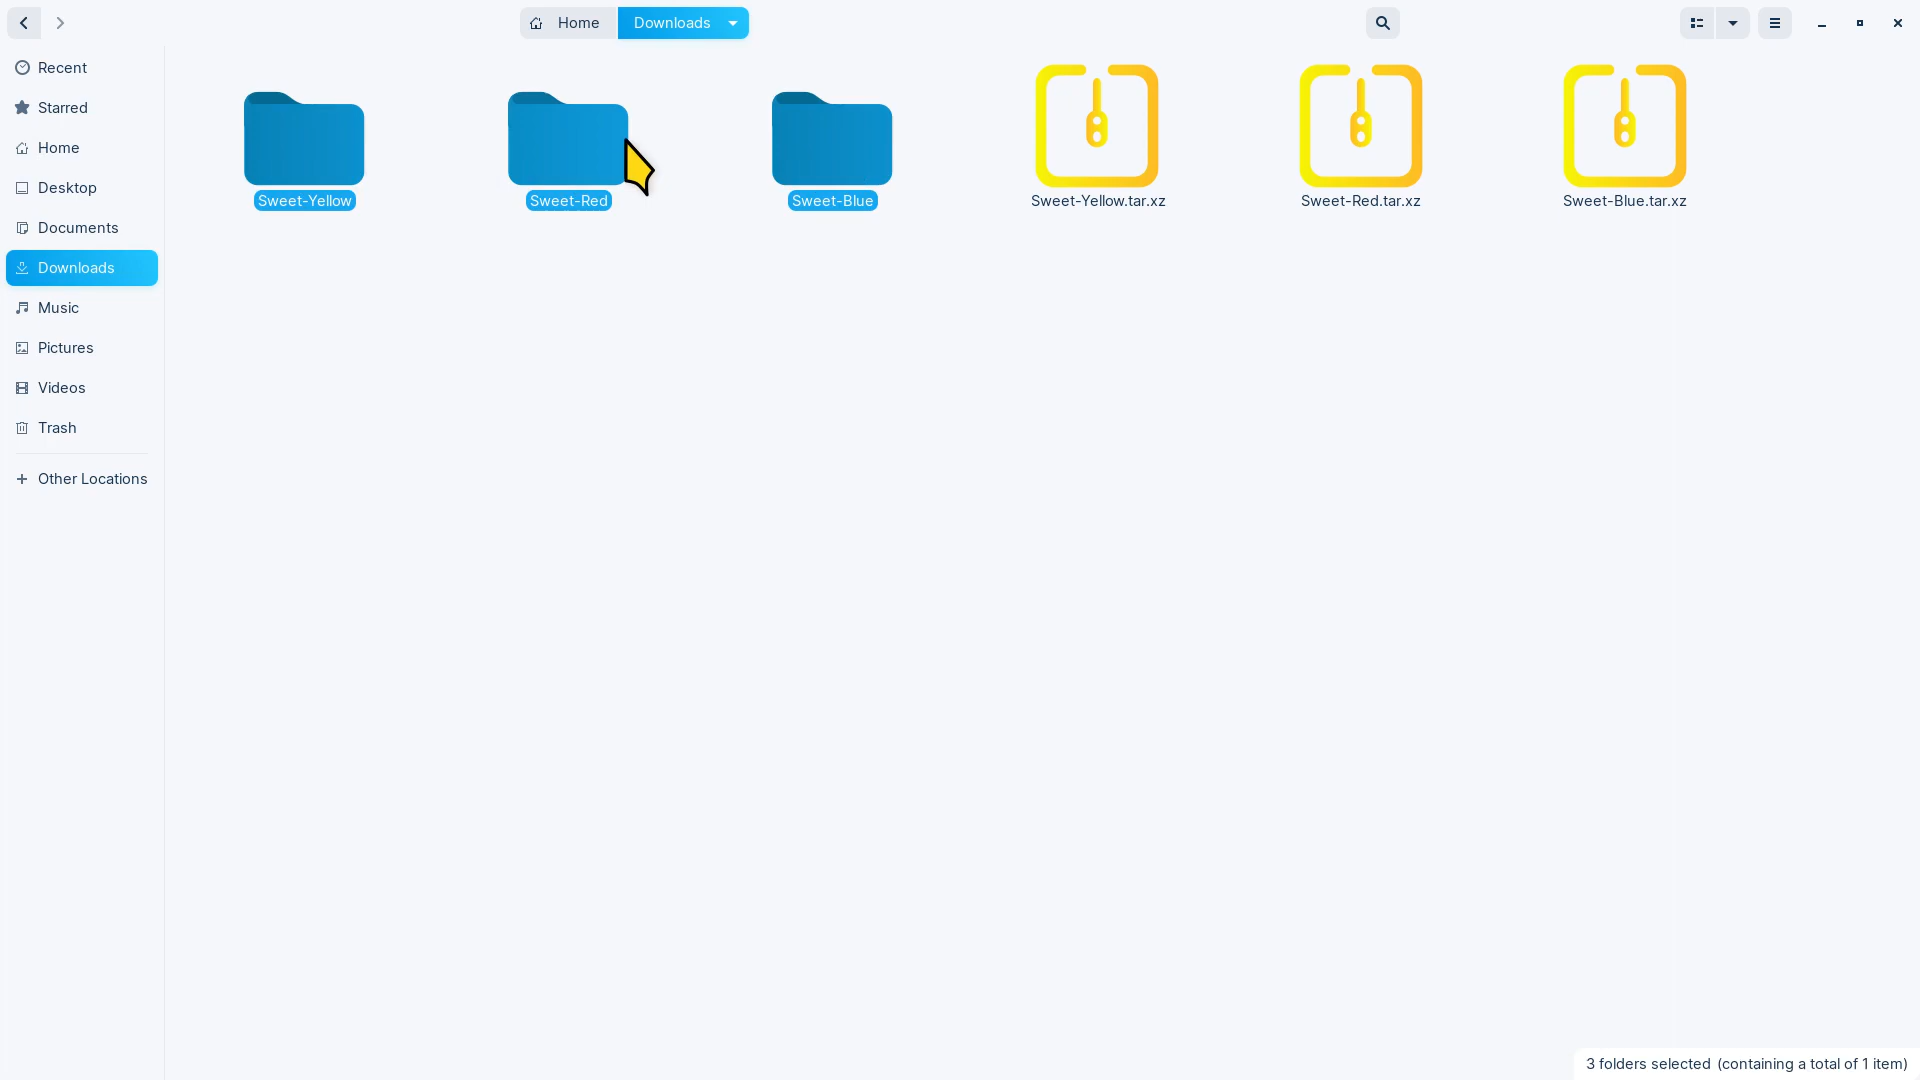 Home
Downloads
Recent
Starred
Home
Desktop
Documents
Downloads
Music
Pictures
Videos
Trash
Other Locations
Sweet-Yellow
Sweet-Red
Sweet-Blue
Sweet-Yellow.tar.xz
Sweet-Red.tar.xz
Sweet-Blue.tar.xz
3 folders selected (containing a total of 1 item)